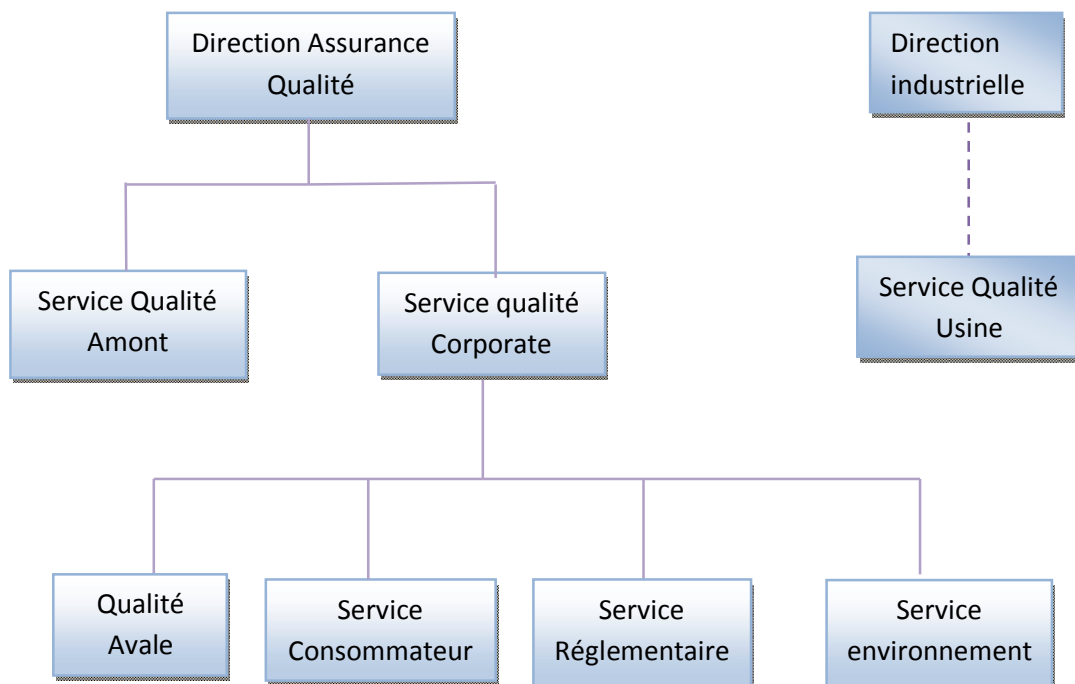 Direction Assurance
Qualité
Direction
industrielle
Service Qualité
Amont
Service qualité
Corporate
Service Qualité
Usine
Qualité
Avale
Service
Consommateur
Service
Réglementaire
Service
environnement